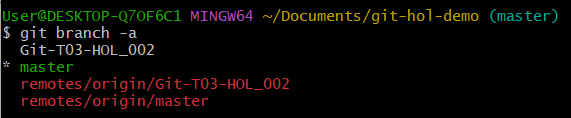 User@DESKTOP-Q7OF6C1 MINGW64 ~/Documents/git-hol-demo (master)
$ git branch -a
  Git-T03-HOL_002
* master
  remotes/origin/Git-T03-HOL_002
  remotes/origin/master